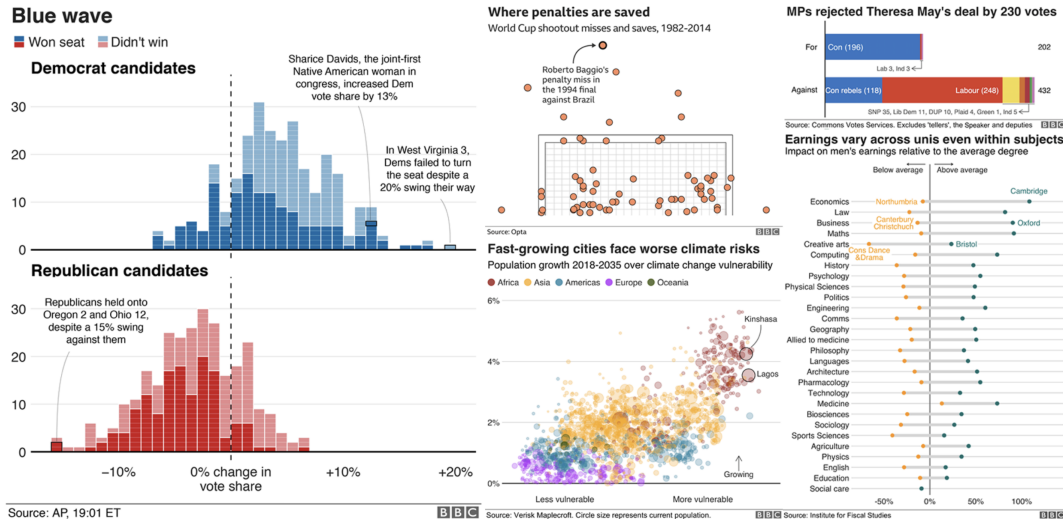 Blue wave
Won seat
Didn't win
Democrat candidates
Sharice Davids, the joint-first
Native American woman in
congress, increased Dem
vote share by 13%
In West Virginia 3,
Dems failed to turn
the seat despite a
20% swing their way
30
20
10
0
Republican candidates
Republicans held onto
Oregon 2 and Ohio 12,
despite a 15% swing
against them
30
20
10
0
−10%
0% change in
vote share
+10%
+20%
Source: AP, 19:01 ET
BBC
Where penalties are saved
World Cup shootout misses and saves, 1982-2014
Roberto Baggio's
penalty miss in
the 1994 final
against Brazil
Source: Opta
BBC
Fast-growing cities face worse climate risks
Population growth 2018-2035 over climate change vulnerability
Africa
Asia
Americas
Europe
Oceania
6%
4%
2%
0%
Kinshasa
Lagos
Growing
Less vulnerable
More vulnerable
Source: Verisk Maplecroft. Circle size represents current population.
BBC
MPs rejected Theresa May's deal by 230 votes
For
Con (196)
202
Lab 3, Ind 3
Against
Con rebels (118)
Labour (248)
432
SNP 35, Lib Dem 11, DUP 10, Plaid 4, Green 1, Ind 5
Source: Commons Votes Services. Excludes 'tellers', the Speaker and deputies
BBC
Earnings vary across unis even within subjects
Impact on men's earnings relative to the average degree
Below average
Above average
Cambridge
Economics
Northumbria
Law
Business
Canterbury
Christchurch
Oxford
Maths
Creative arts
Bristol
Computing
Cons Dance
&Drama
History
Psychology
Physical Sciences
Politics
Engineering
Comms
Geography
Allied to medicine
Philosophy
Languages
Architecture
Pharmacology
Technology
Medicine
Biosciences
Sociology
Sports Sciences
Agriculture
Physics
English
Education
Social care
-50%
0%
50%
100%
Source: Institute for Fiscal Studies
BBC